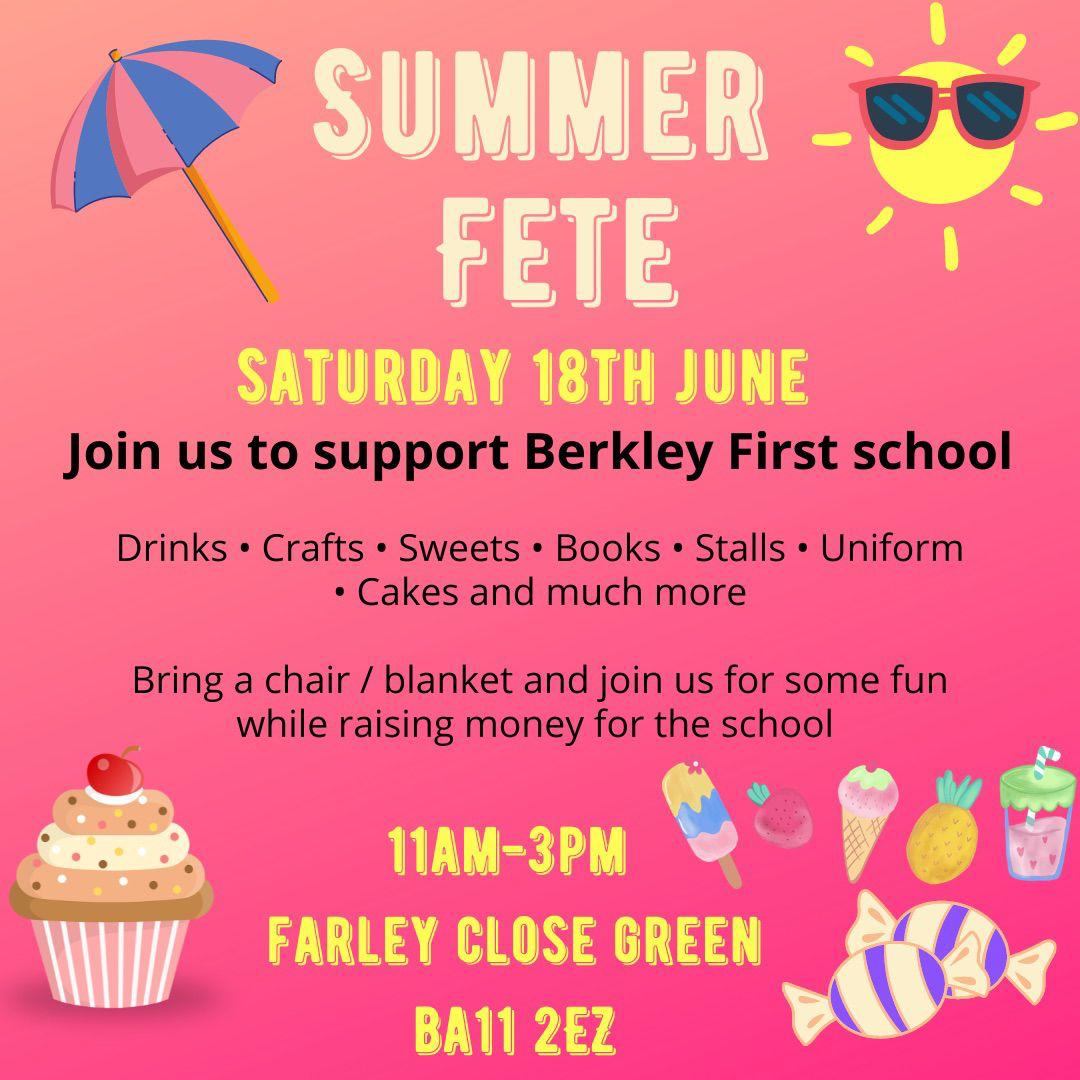 SUMMER
FETE
SATURDAY 18TH JUNE
Join us to support Berkley First school
Drinks • Crafts • Sweets • Books • Stalls • Uniform
• Cakes and much more
Bring a chair / blanket and join us for some fun
while raising money for the school
11AM-3PM
FARLEY CLOSE GREEN
BA11 2EZ